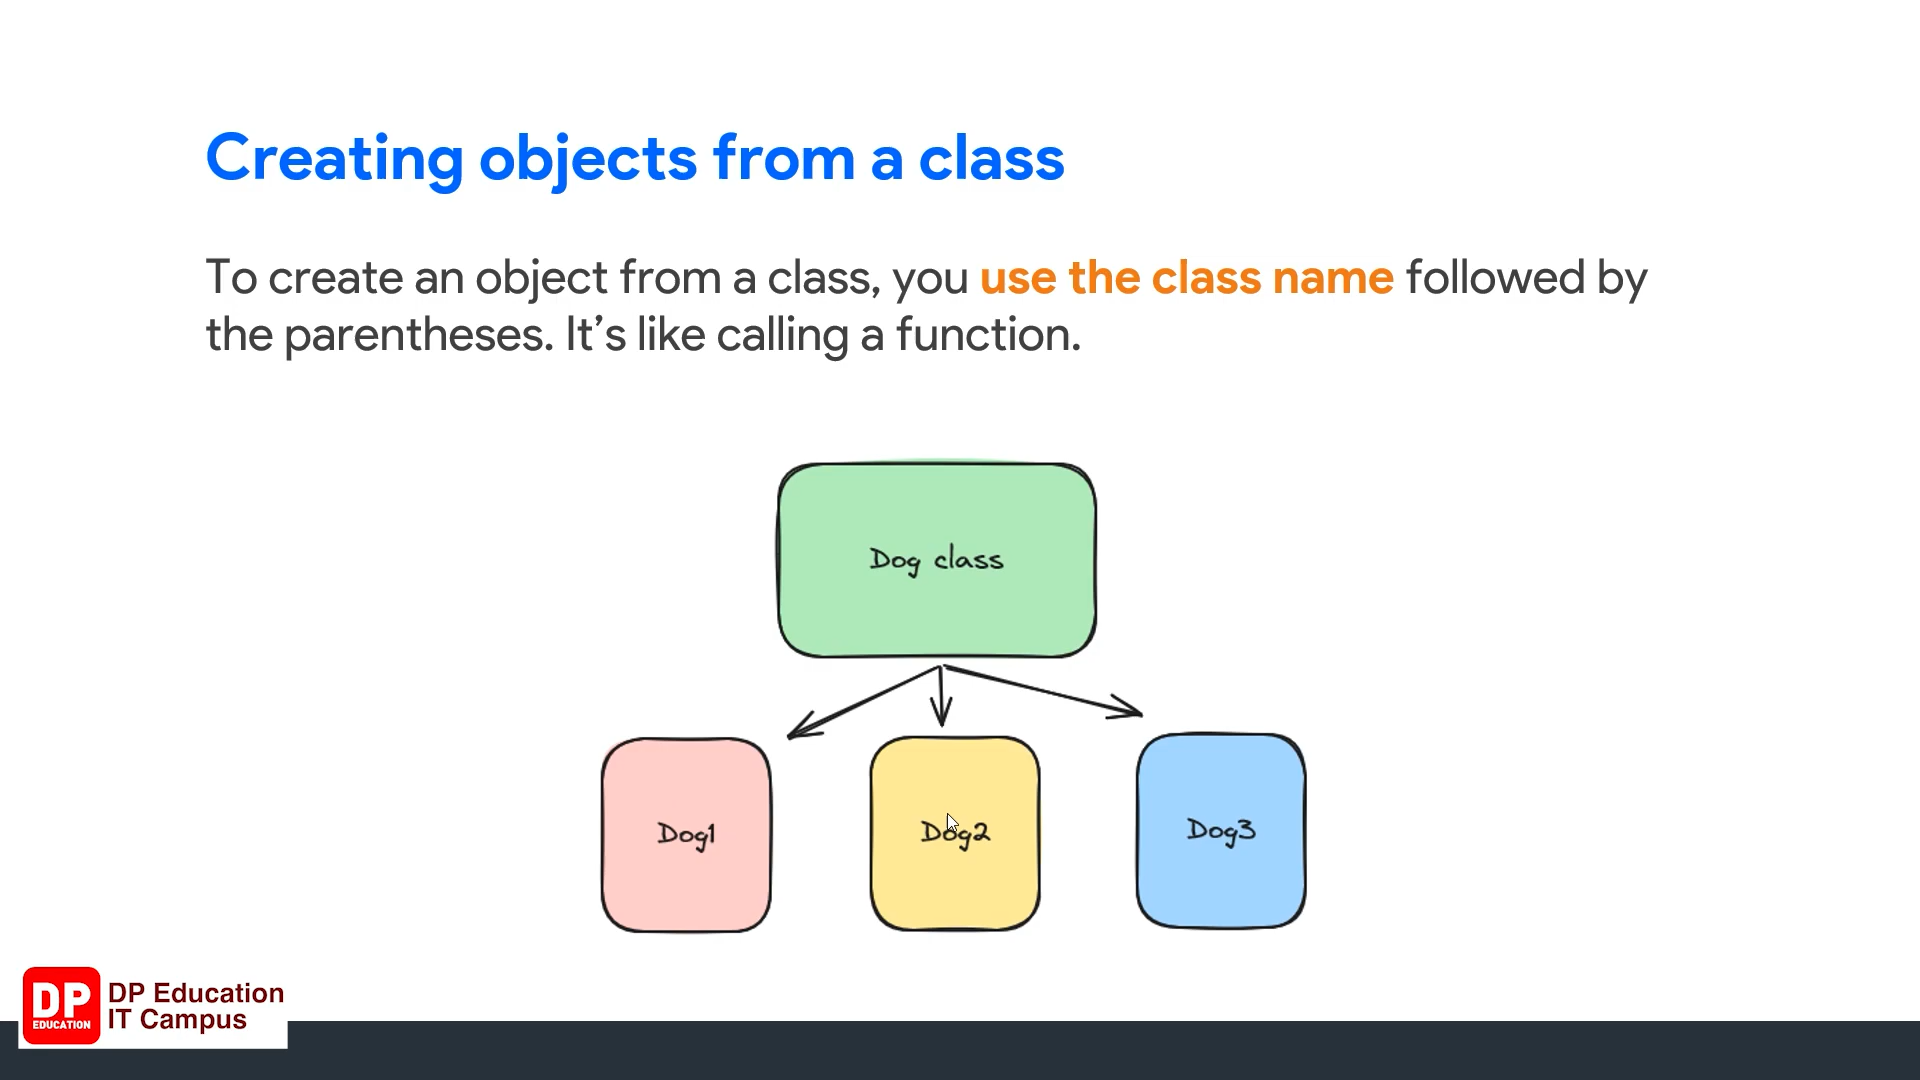 Creating objects from a class
To create an object from a class, you use the class name followed by
the parentheses. It’s like calling a function.
Dog class
Dog1
Dog2
Dog3
DP
EDUCATION
DP Education
IT Campus